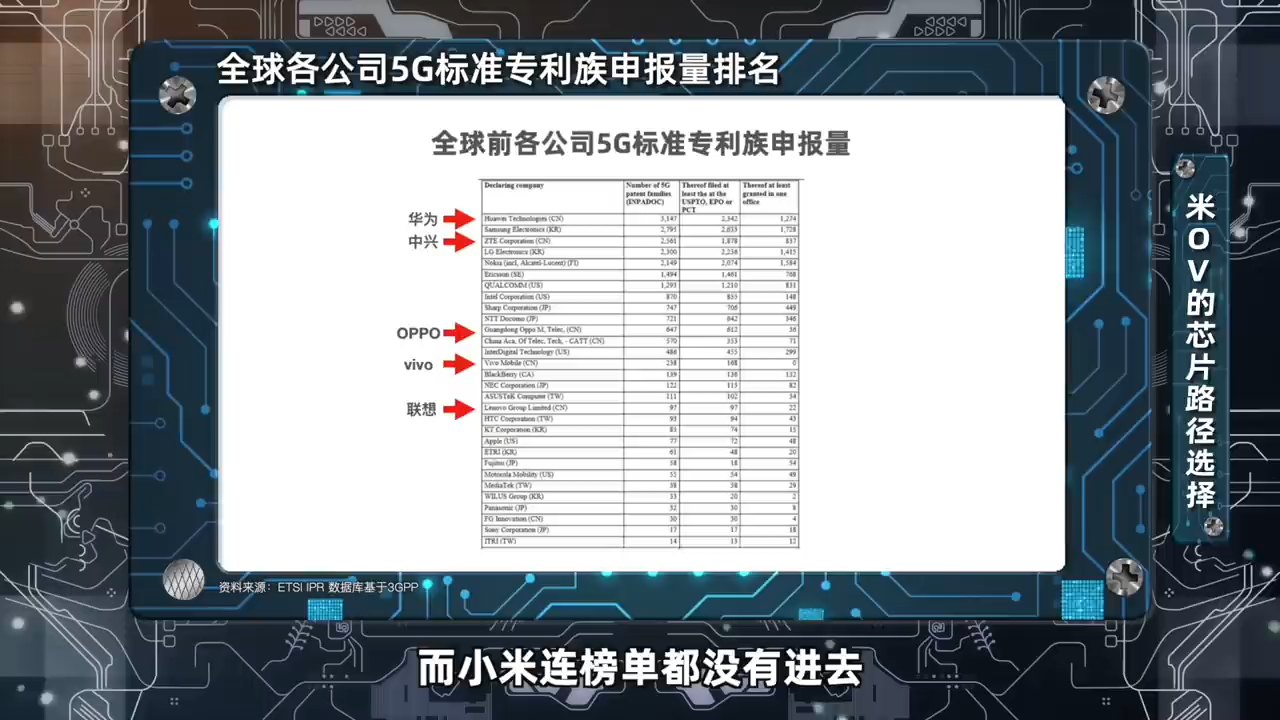 全球各公司5G标准专利族申报量排名
全球前各公司5G标准专利族申报量
Declaring company
Number of 5G patent families (INPADOC)
Thereof filed at least the at the USPTO, EPO or PCT
Thereof at least granted in one office
华为
Huawei Technologies (CN) 3,147 2,342 1,274
Samsung Electronics (KR) 2,795 2,633 1,728
中兴
ZTE Corporation (CN) 2,561 1,878 837
LG Electronics (KR) 2,300 2,236 1,415
Nokia (incl. Alcatel-Lucent) (FI) 2,149 2,074 1,584
Ericsson (SE) 1,494 1,461 768
QUALCOMM (US) 1,293 1,210 831
Intel Corporation (US) 870 835 148
Sharp Corporation (JP) 747 706 449
NTT Docomo (JP) 721 642 346
OPPO
Guangdong Oppo M, Telec, (CN) 647 612 36
China Aca, Of Telec, Tech, - CATT (CN) 570 353 71
InterDigital Technology (US) 486 455 299
vivo
Vivo Mobile (CN) 238 168 0
BlackBerry (CA) 139 136 132
NEC Corporation (JP) 122 115 82
ASUSTeK Computer (TW) 111 102 34
联想
Lenovo Group Limited (CN) 97 97 22
HTC Corporation (TW) 93 94 43
KT Corporation (KR) 81 74 15
Apple (US) 77 72 48
ETRI (KR) 61 48 20
Fujitsu (JP) 58 18 54
Motorola Mobility (US) 55 54 49
MediaTek (TW) 38 38 29
WILUS Group (KR) 33 20 2
Panasonic (JP) 32 30 8
FG Innovation (CN) 30 30 4
Sony Corporation (JP) 17 17 18
ITRI (TW) 14 13 12
资料来源：ETSI IPR 数据库基于3GPP
米OV的芯片路径选择
而小米连榜单都没有进去